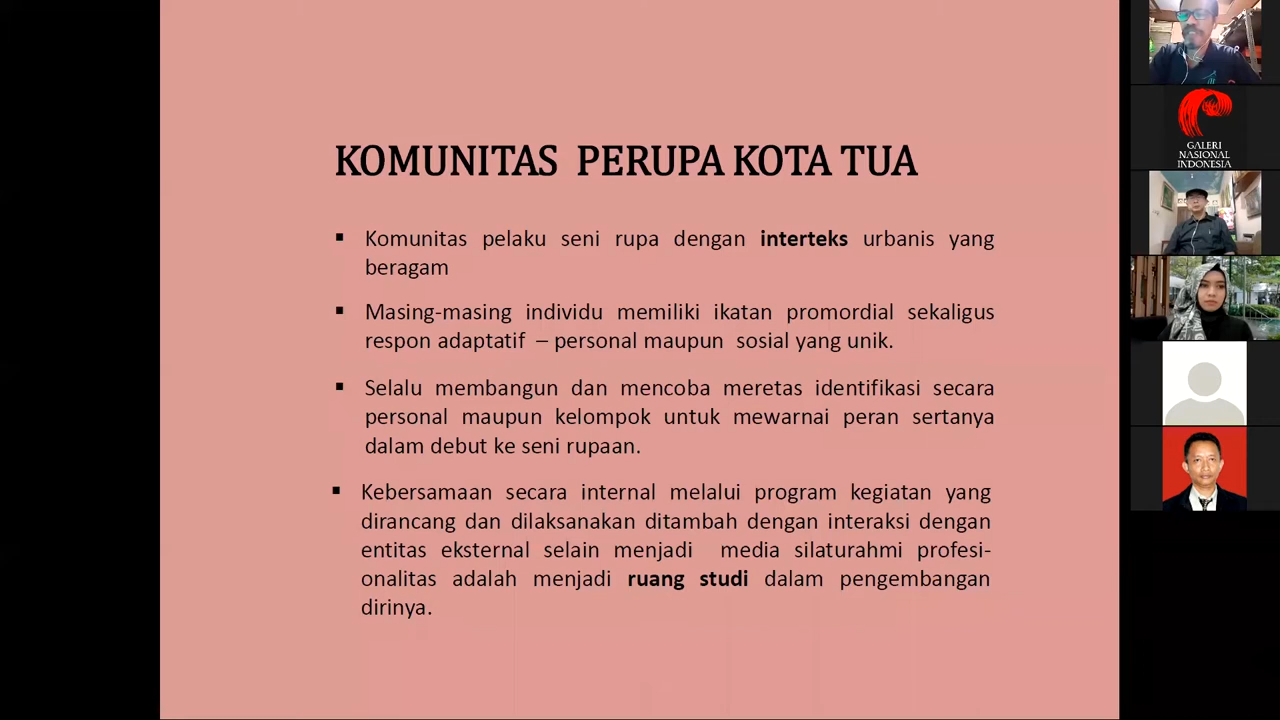 KOMUNITAS PERUPA KOTA TUA
▪ Komunitas pelaku seni rupa dengan interteks urbanis yang
beragam
▪ Masing-masing individu memiliki ikatan promordial sekaligus
respon adaptatif – personal maupun sosial yang unik.
▪ Selalu membangun dan mencoba meretas identifikasi secara
personal maupun kelompok untuk mewarnai peran sertanya
dalam debut ke seni rupaan.
▪ Kebersamaan secara internal melalui program kegiatan yang
dirancang dan dilaksanakan ditambah dengan interaksi dengan
entitas eksternal selain menjadi media silaturahmi profesi-
onalitas adalah menjadi ruang studi dalam pengembangan
dirinya.
GALERI
NASIONAL
INDONESIA